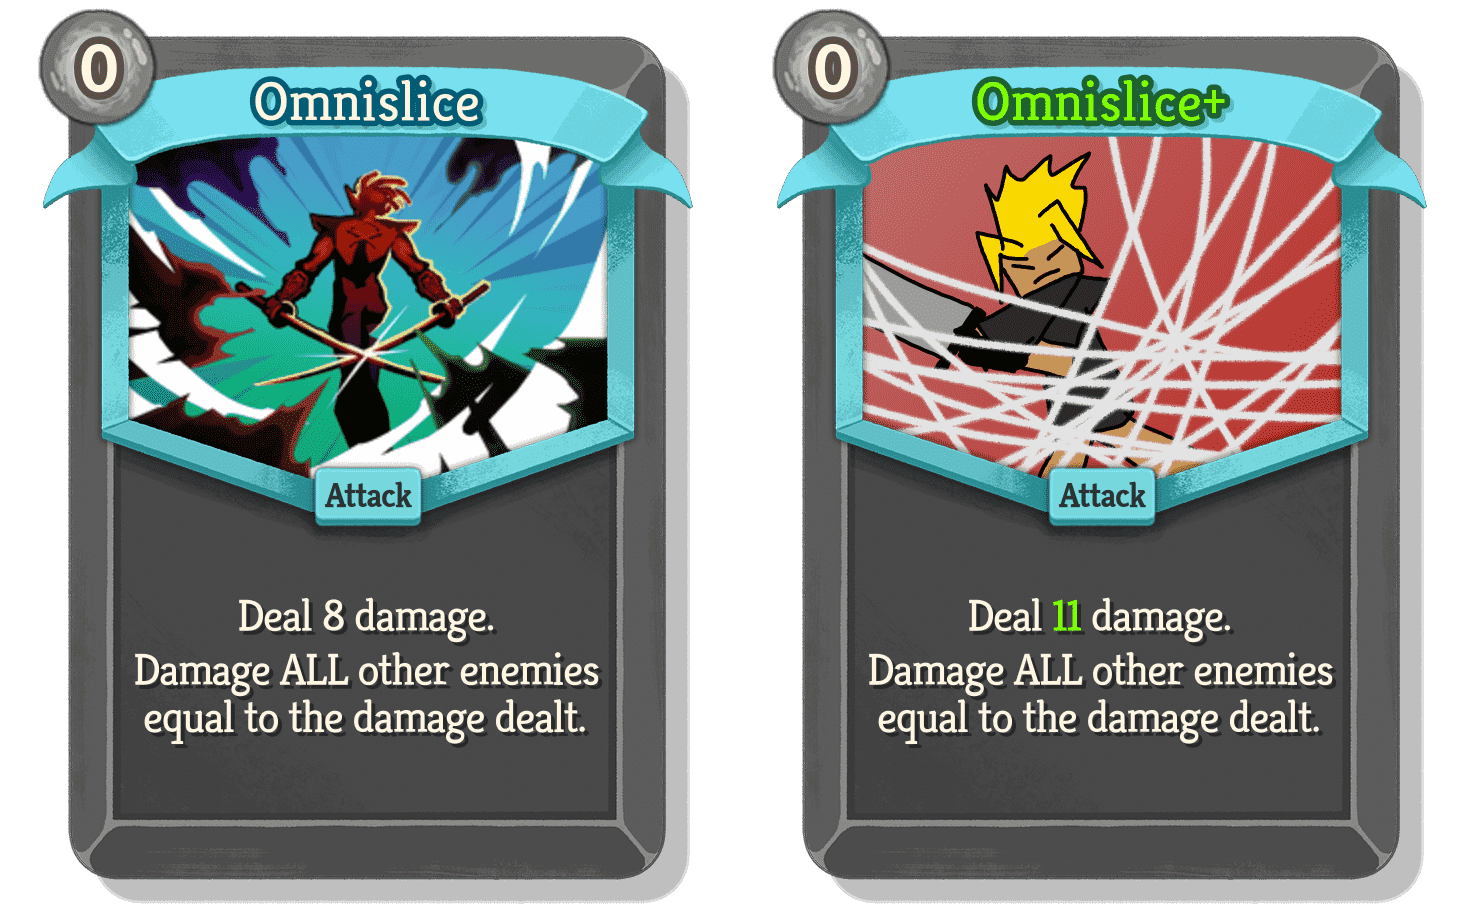 0
Omnislice
Attack
Deal 8 damage.
Damage ALL other enemies
equal to the damage dealt.
0
Omnislice+
Attack
Deal 11 damage.
Damage ALL other enemies
equal to the damage dealt.